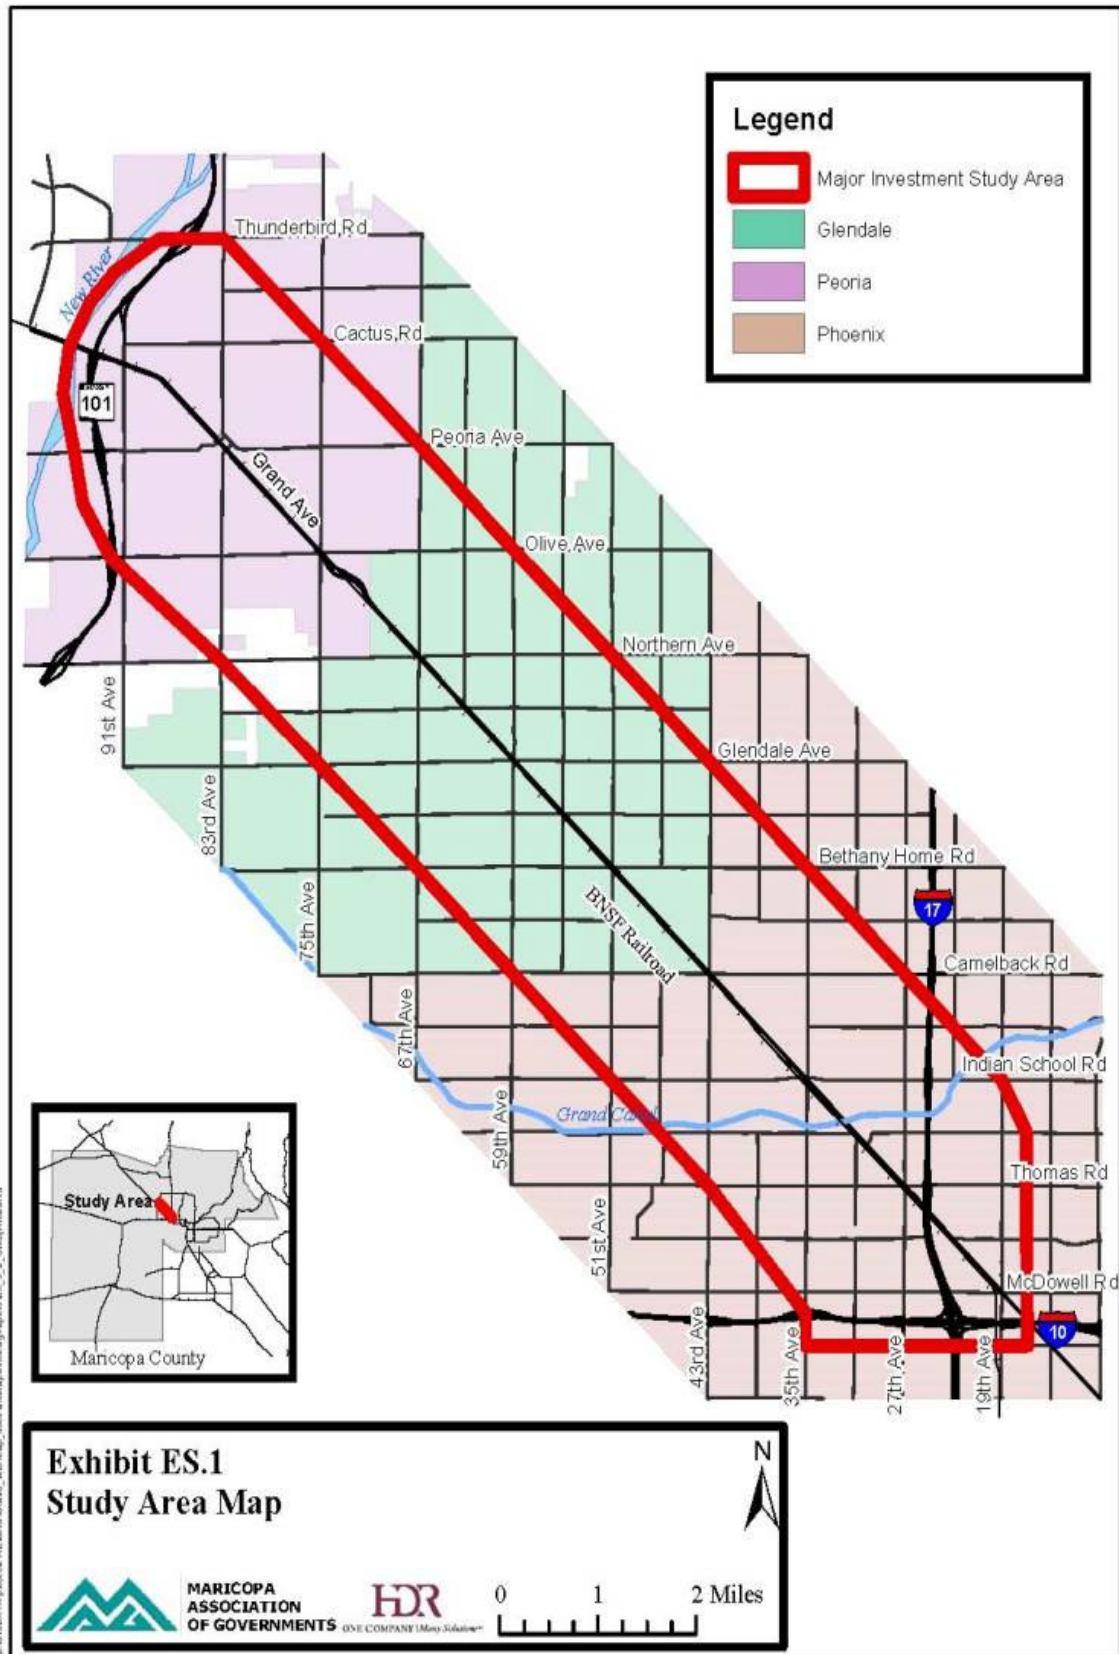 Legend
Major Investment Study Area
Glendale
Peoria
Phoenix
Thunderbird Rd
New River
Cactus Rd
101
Peoria Ave
Grand Ave
Olive Ave
Northern Ave
91st Ave
Glendale Ave
83rd Ave
Bethany Home Rd
75th Ave
BNSF Railroad
17
Camelback Rd
67th Ave
Indian School Rd
Grand Canal
59th Ave
Thomas Rd
51st Ave
McDowell Rd
43rd Ave
35th Ave
27th Ave
19th Ave
10
Study Area
Maricopa County
Exhibit ES.1
Study Area Map
N
MARICOPA
ASSOCIATION
OF GOVERNMENTS
HDR
ONE COMPANY | Many Solutions
0 1 2 Miles